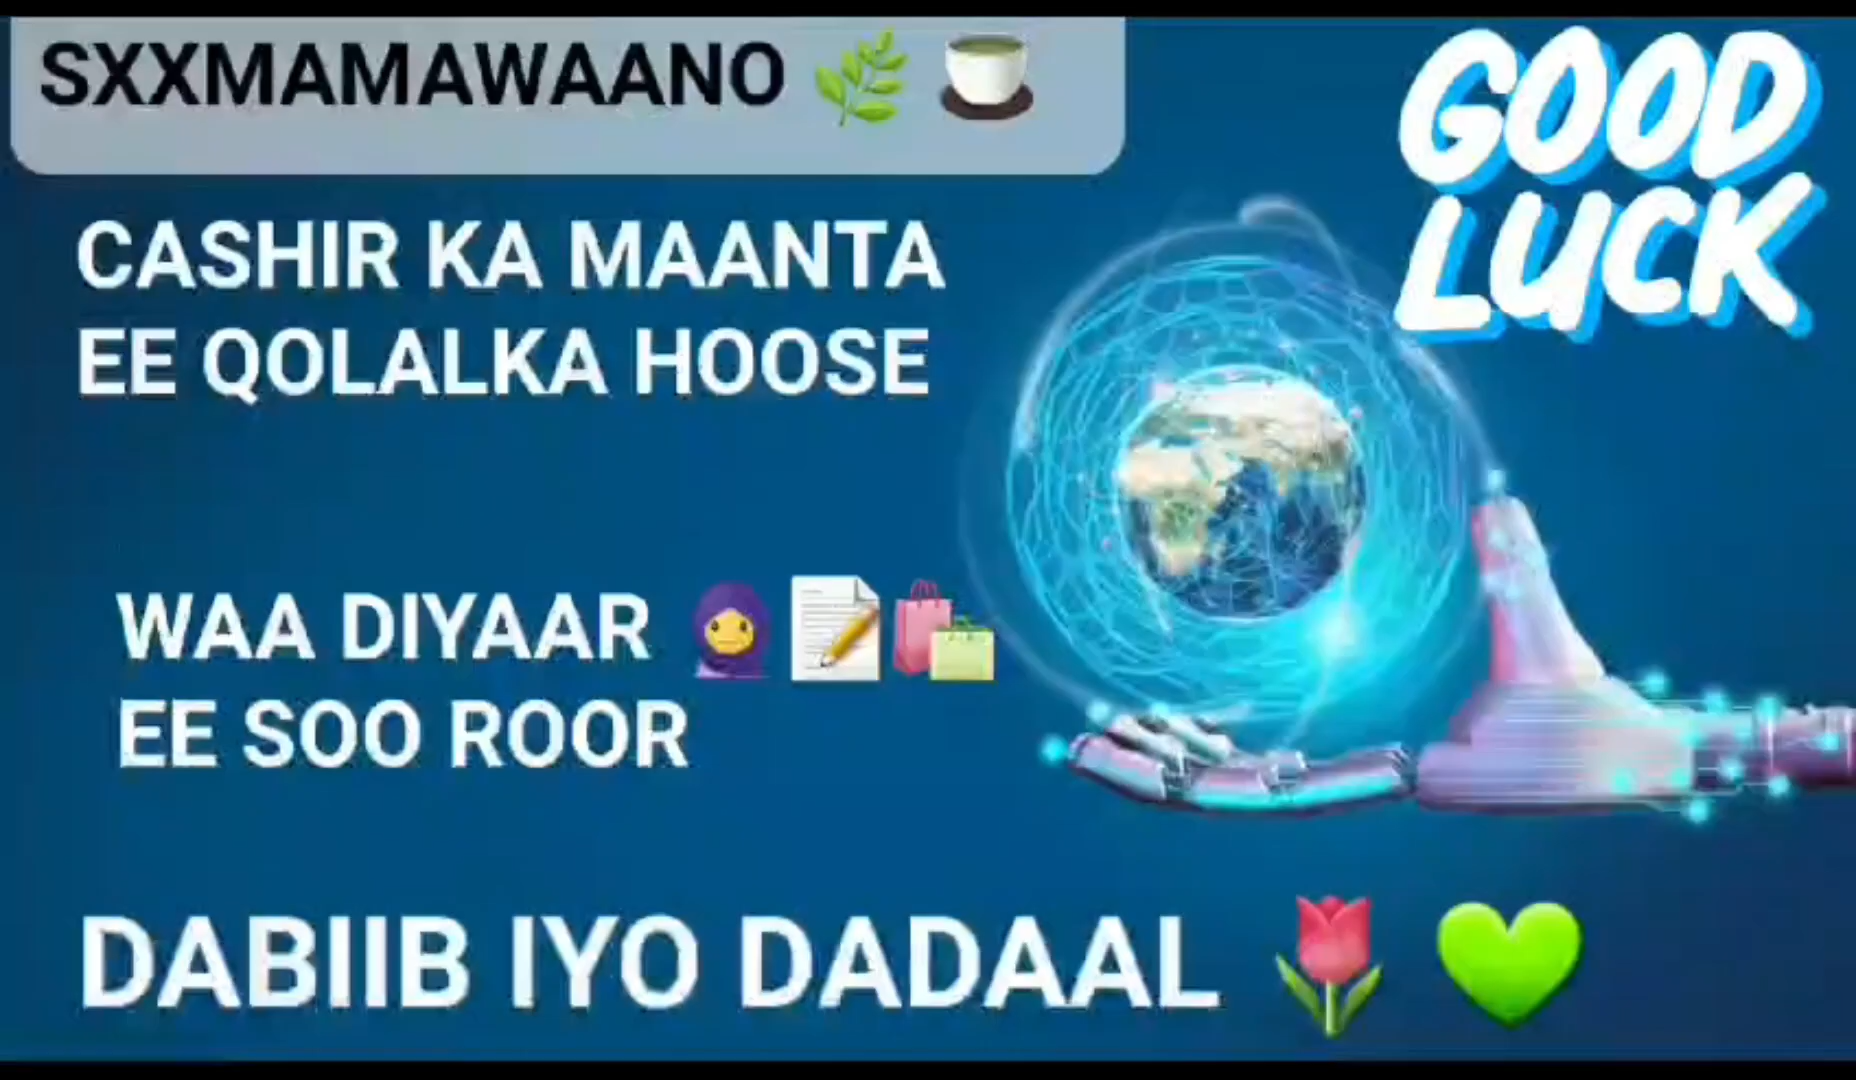 SXXMAMAWAANO 🌿 🍵
GOOD
LUCK
CASHIR KA MAANTA
EE QOLALKA HOOSE
WAA DIYAAR 🧕 📝 🛍️
EE SOO ROOR
DABIIB IYO DADAAL 🌷 💚